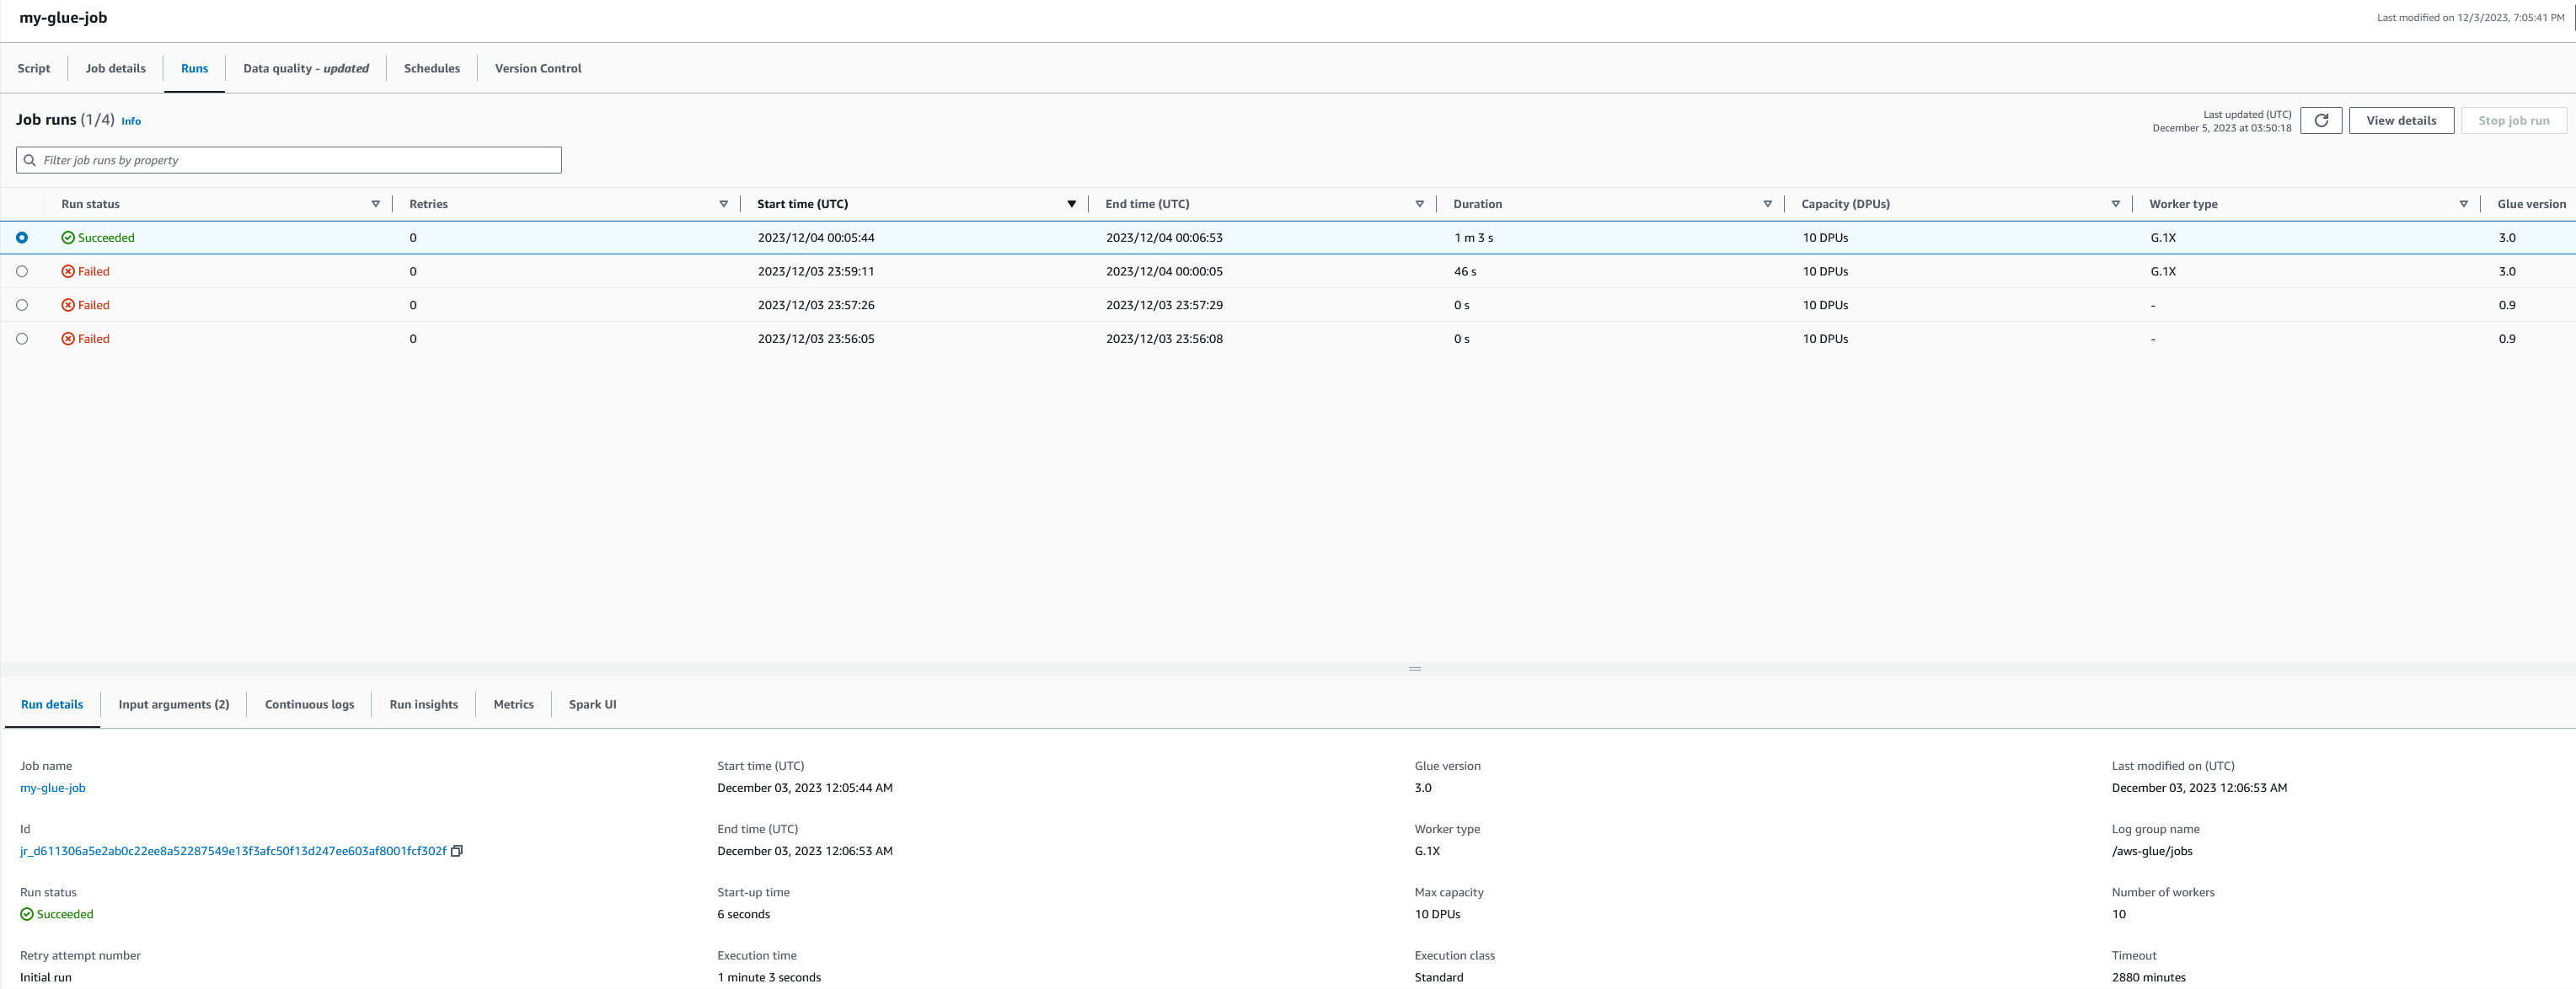 my-glue-job
Last modified on 12/3/2023, 7:05:41 PM
Script Job details Runs Data quality - updated Schedules Version Control
Job runs (1/4) Info
Last updated (UTC)
December 5, 2023 at 03:50:18
View details Stop job run
Filter job runs by property
Run status Retries Start time (UTC) End time (UTC) Duration Capacity (DPUs) Worker type Glue version
Succeeded 0 2023/12/04 00:05:44 2023/12/04 00:06:53 1 m 3 s 10 DPUs G.1X 3.0
Failed 0 2023/12/03 23:59:11 2023/12/04 00:00:05 46 s 10 DPUs G.1X 3.0
Failed 0 2023/12/03 23:57:26 2023/12/03 23:57:29 0 s 10 DPUs - 0.9
Failed 0 2023/12/03 23:56:05 2023/12/03 23:56:08 0 s 10 DPUs - 0.9
Run details Input arguments (2) Continuous logs Run insights Metrics Spark UI
Job name Start time (UTC) Glue version Last modified on (UTC)
my-glue-job December 03, 2023 12:05:44 AM 3.0 December 03, 2023 12:06:53 AM
Id End time (UTC) Worker type Log group name
jr_d611306a5e2ab0c22ee8a52287549e13f3afc50f13d247ee603af8001fcf302f December 03, 2023 12:06:53 AM G.1X /aws-glue/jobs
Run status Start-up time Max capacity Number of workers
Succeeded 6 seconds 10 DPUs 10
Retry attempt number Execution time Execution class Timeout
Initial run 1 minute 3 seconds Standard 2880 minutes